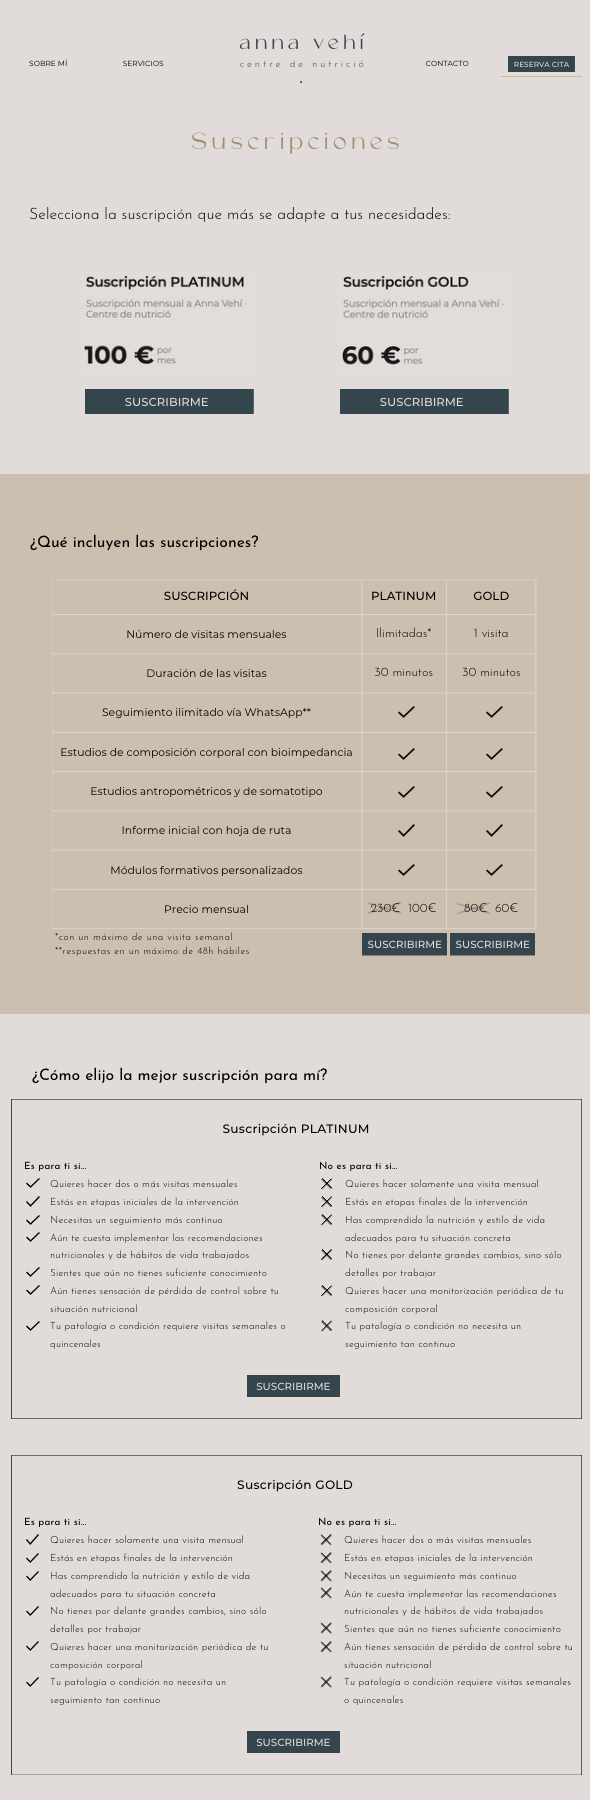 anna vehí
centre de nutrició
SOBRE MÍ
SERVICIOS
CONTACTO
RESERVA CITA
Suscripciones
Selecciona la suscripción que más se adapte a tus necesidades:
Suscripción PLATINUM
Suscripción mensual a Anna Vehí ·
Centre de nutrició
100 € por
mes
SUSCRIBIRME
Suscripción GOLD
Suscripción mensual a Anna Vehí ·
Centre de nutrició
60 € por
mes
SUSCRIBIRME
¿Qué incluyen las suscripciones?
SUSCRIPCIÓN PLATINUM GOLD
Número de visitas mensuales Ilimitadas* 1 visita
Duración de las visitas 30 minutos 30 minutos
Seguimiento ilimitado vía WhatsApp**
Estudios de composición corporal con bioimpedancia
Estudios antropométricos y de somatotipo
Informe inicial con hoja de ruta
Módulos formativos personalizados
Precio mensual 230€ 100€ 80€ 60€
*con un máximo de una visita semanal
**respuestas en un máximo de 48h hábiles
SUSCRIBIRME SUSCRIBIRME
¿Cómo elijo la mejor suscripción para mí?
Suscripción PLATINUM
Es para ti si...
Quieres hacer dos o más visitas mensuales
Estás en etapas iniciales de la intervención
Necesitas un seguimiento más continuo
Aún te cuesta implementar las recomendaciones
nutricionales y de hábitos de vida trabajados
Sientes que aún no tienes suficiente conocimiento
Aún tienes sensación de pérdida de control sobre tu
situación nutricional
Tu patología o condición requiere visitas semanales o
quincenales
No es para ti si...
Quieres hacer solamente una visita mensual
Estás en etapas finales de la intervención
Has comprendido la nutrición y estilo de vida
adecuados para tu situación concreta
No tienes por delante grandes cambios, sino sólo
detalles por trabajar
Quieres hacer una monitorización periódica de tu
composición corporal
Tu patología o condición no necesita un
seguimiento tan continuo
SUSCRIBIRME
Suscripción GOLD
Es para ti si...
Quieres hacer solamente una visita mensual
Estás en etapas finales de la intervención
Has comprendido la nutrición y estilo de vida
adecuados para tu situación concreta
No tienes por delante grandes cambios, sino sólo
detalles por trabajar
Quieres hacer una monitorización periódica de tu
composición corporal
Tu patología o condición no necesita un
seguimiento tan continuo
No es para ti si...
Quieres hacer dos o más visitas mensuales
Estás en etapas iniciales de la intervención
Necesitas un seguimiento más continuo
Aún te cuesta implementar las recomendaciones
nutricionales y de hábitos de vida trabajados
Sientes que aún no tienes suficiente conocimiento
Aún tienes sensación de pérdida de control sobre tu
situación nutricional
Tu patología o condición requiere visitas semanales
o quincenales
SUSCRIBIRME